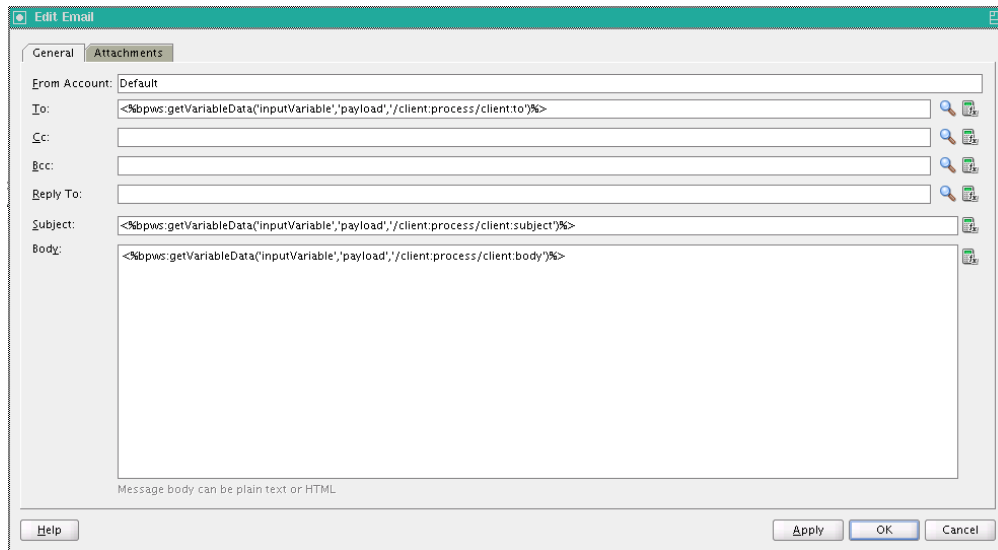 Edit Email
General Attachments
From Account: Default
To: <%bpws:getVariableData('inputVariable','payload','/client:process/client:to')%>
Cc:
Bcc:
Reply To:
Subject: <%bpws:getVariableData('inputVariable','payload','/client:process/client:subject')%>
Body: <%bpws:getVariableData('inputVariable','payload','/client:process/client:body')%>
Message body can be plain text or HTML
Help Apply OK Cancel